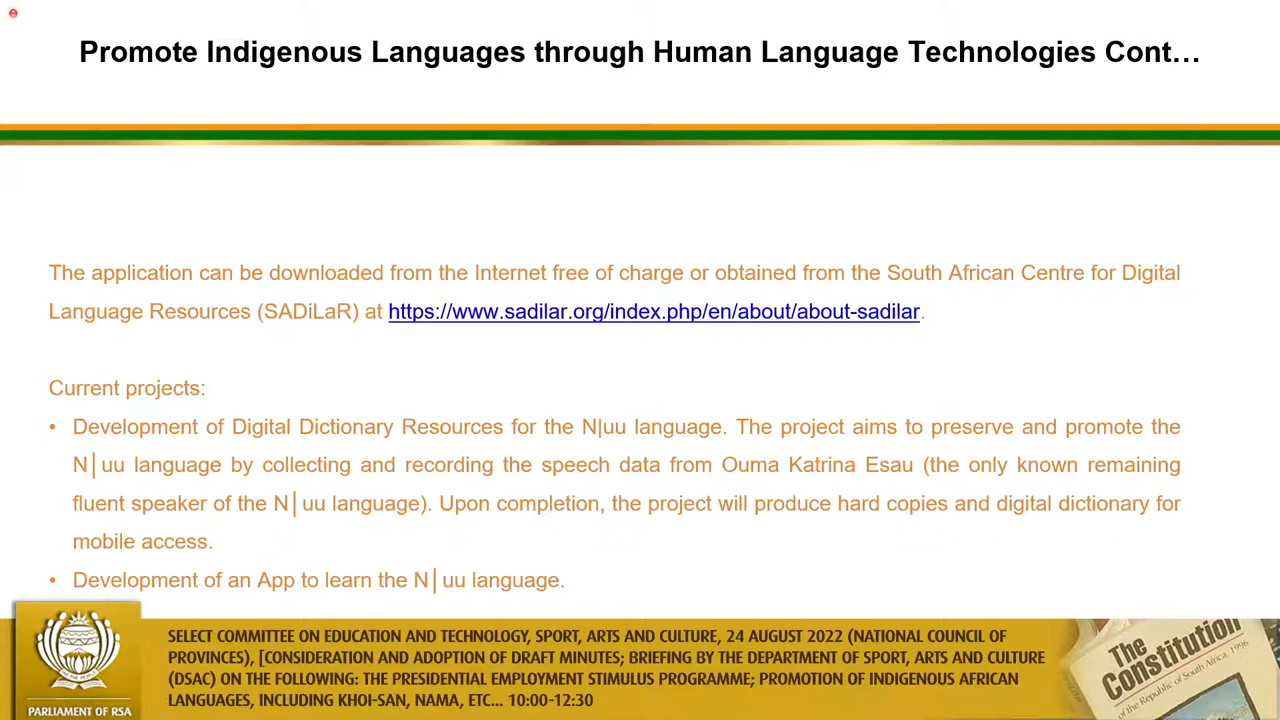 Promote Indigenous Languages through Human Language Technologies Cont…
The application can be downloaded from the Internet free of charge or obtained from the South African Centre for Digital
Language Resources (SADiLaR) at https://www.sadilar.org/index.php/en/about/about-sadilar.
Current projects:
• Development of Digital Dictionary Resources for the N|uu language. The project aims to preserve and promote the
N│uu language by collecting and recording the speech data from Ouma Katrina Esau (the only known remaining
fluent speaker of the N│uu language). Upon completion, the project will produce hard copies and digital dictionary for
mobile access.
• Development of an App to learn the N│uu language.
SELECT COMMITTEE ON EDUCATION AND TECHNOLOGY, SPORT, ARTS AND CULTURE, 24 AUGUST 2022 (NATIONAL COUNCIL OF
PROVINCES), [CONSIDERATION AND ADOPTION OF DRAFT MINUTES; BRIEFING BY THE DEPARTMENT OF SPORT, ARTS AND CULTURE
(DSAC) ON THE FOLLOWING: THE PRESIDENTIAL EMPLOYMENT STIMULUS PROGRAMME; PROMOTION OF INDIGENOUS AFRICAN
LANGUAGES, INCLUDING KHOI-SAN, NAMA, ETC... 10:00-12:30
PARLIAMENT OF RSA
The
Constitution
of the Republic of South Africa, 1996